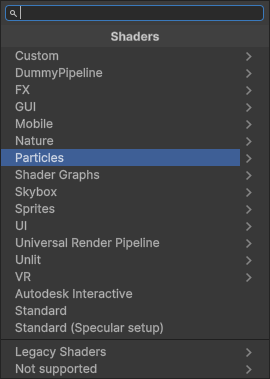 Shaders
Custom
DummyPipeline
FX
GUI
Mobile
Nature
Particles
Shader Graphs
Skybox
Sprites
UI
Universal Render Pipeline
Unlit
VR
Autodesk Interactive
Standard
Standard (Specular setup)
Legacy Shaders
Not supported